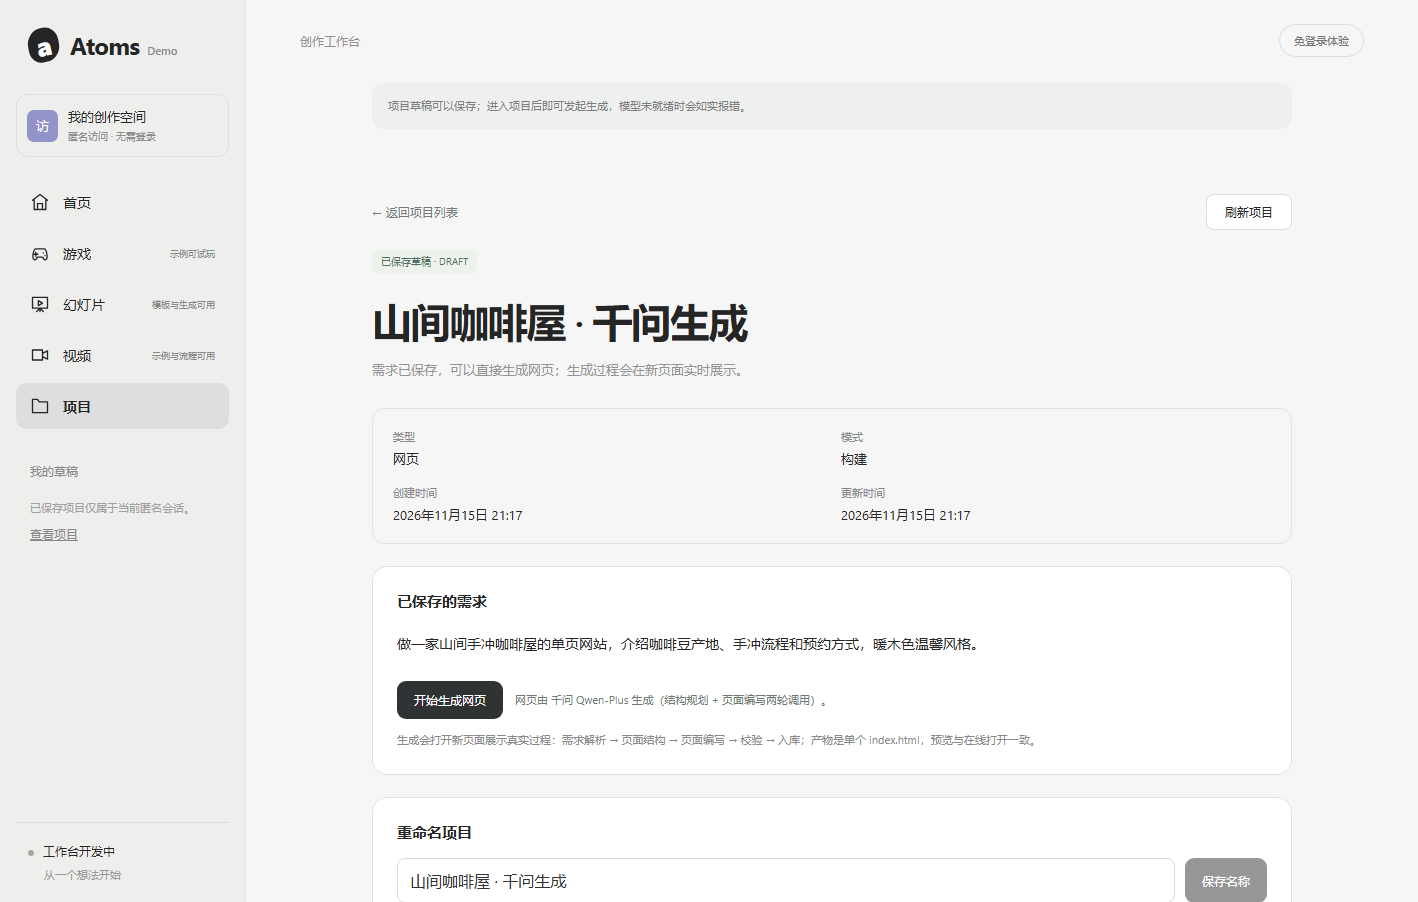 a Atoms Demo
访
我的创作空间
匿名访问 · 无需登录
首页
游戏 示例可试玩
幻灯片 模板与生成可用
视频 示例与流程可用
项目
我的草稿
已保存项目仅属于当前匿名会话。
查看项目
工作台开发中
从一个想法开始
创作工作台
免登录体验
项目草稿可以保存；进入项目后即可发起生成，模型未就绪时会如实报错。
← 返回项目列表
刷新项目
已保存草稿 · DRAFT
山间咖啡屋 · 千问生成
需求已保存，可以直接生成网页；生成过程会在新页面实时展示。
类型
网页
模式
构建
创建时间
2026年11月15日 21:17
更新时间
2026年11月15日 21:17
已保存的需求
做一家山间手冲咖啡屋的单页网站，介绍咖啡豆产地、手冲流程和预约方式，暖木色温馨风格。
开始生成网页
网页由 千问 Qwen-Plus 生成（结构规划 + 页面编写两轮调用）。
生成会打开新页面展示真实过程：需求解析 → 页面结构 → 页面编写 → 校验 → 入库；产物是单个 index.html，预览与在线打开一致。
重命名项目
山间咖啡屋 · 千问生成
保存名称